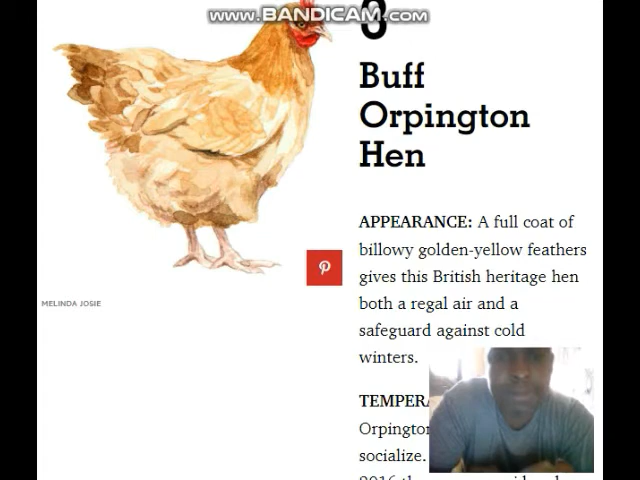 www.BANDICAM.com
3
Buff
Orpington
Hen
APPEARANCE: A full coat of
billowy golden-yellow feathers
gives this British heritage hen
both a regal air and a
safeguard against cold
winters.
MELINDA JOSIE
TEMPERA
Orpington
socialize.